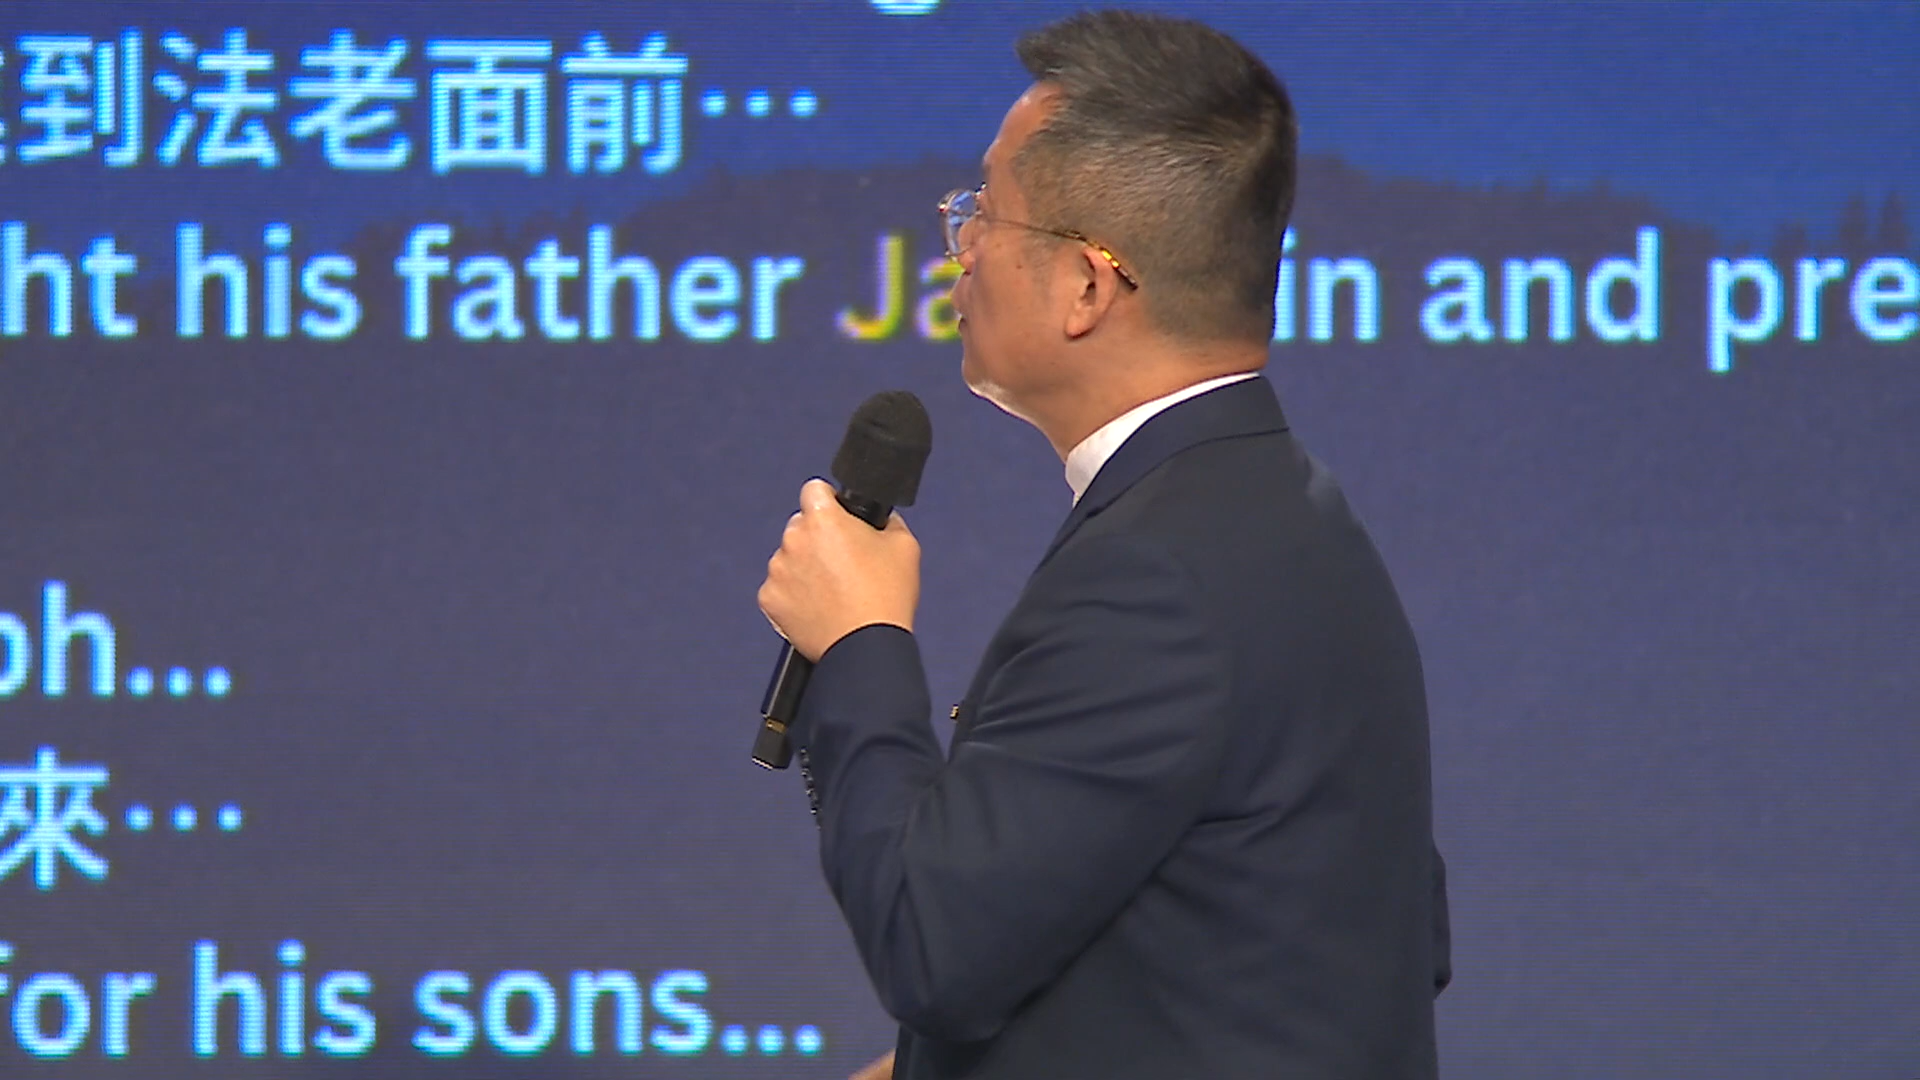 到法老面前…
ht his father Ja in and pre
ph...
來…
for his sons...